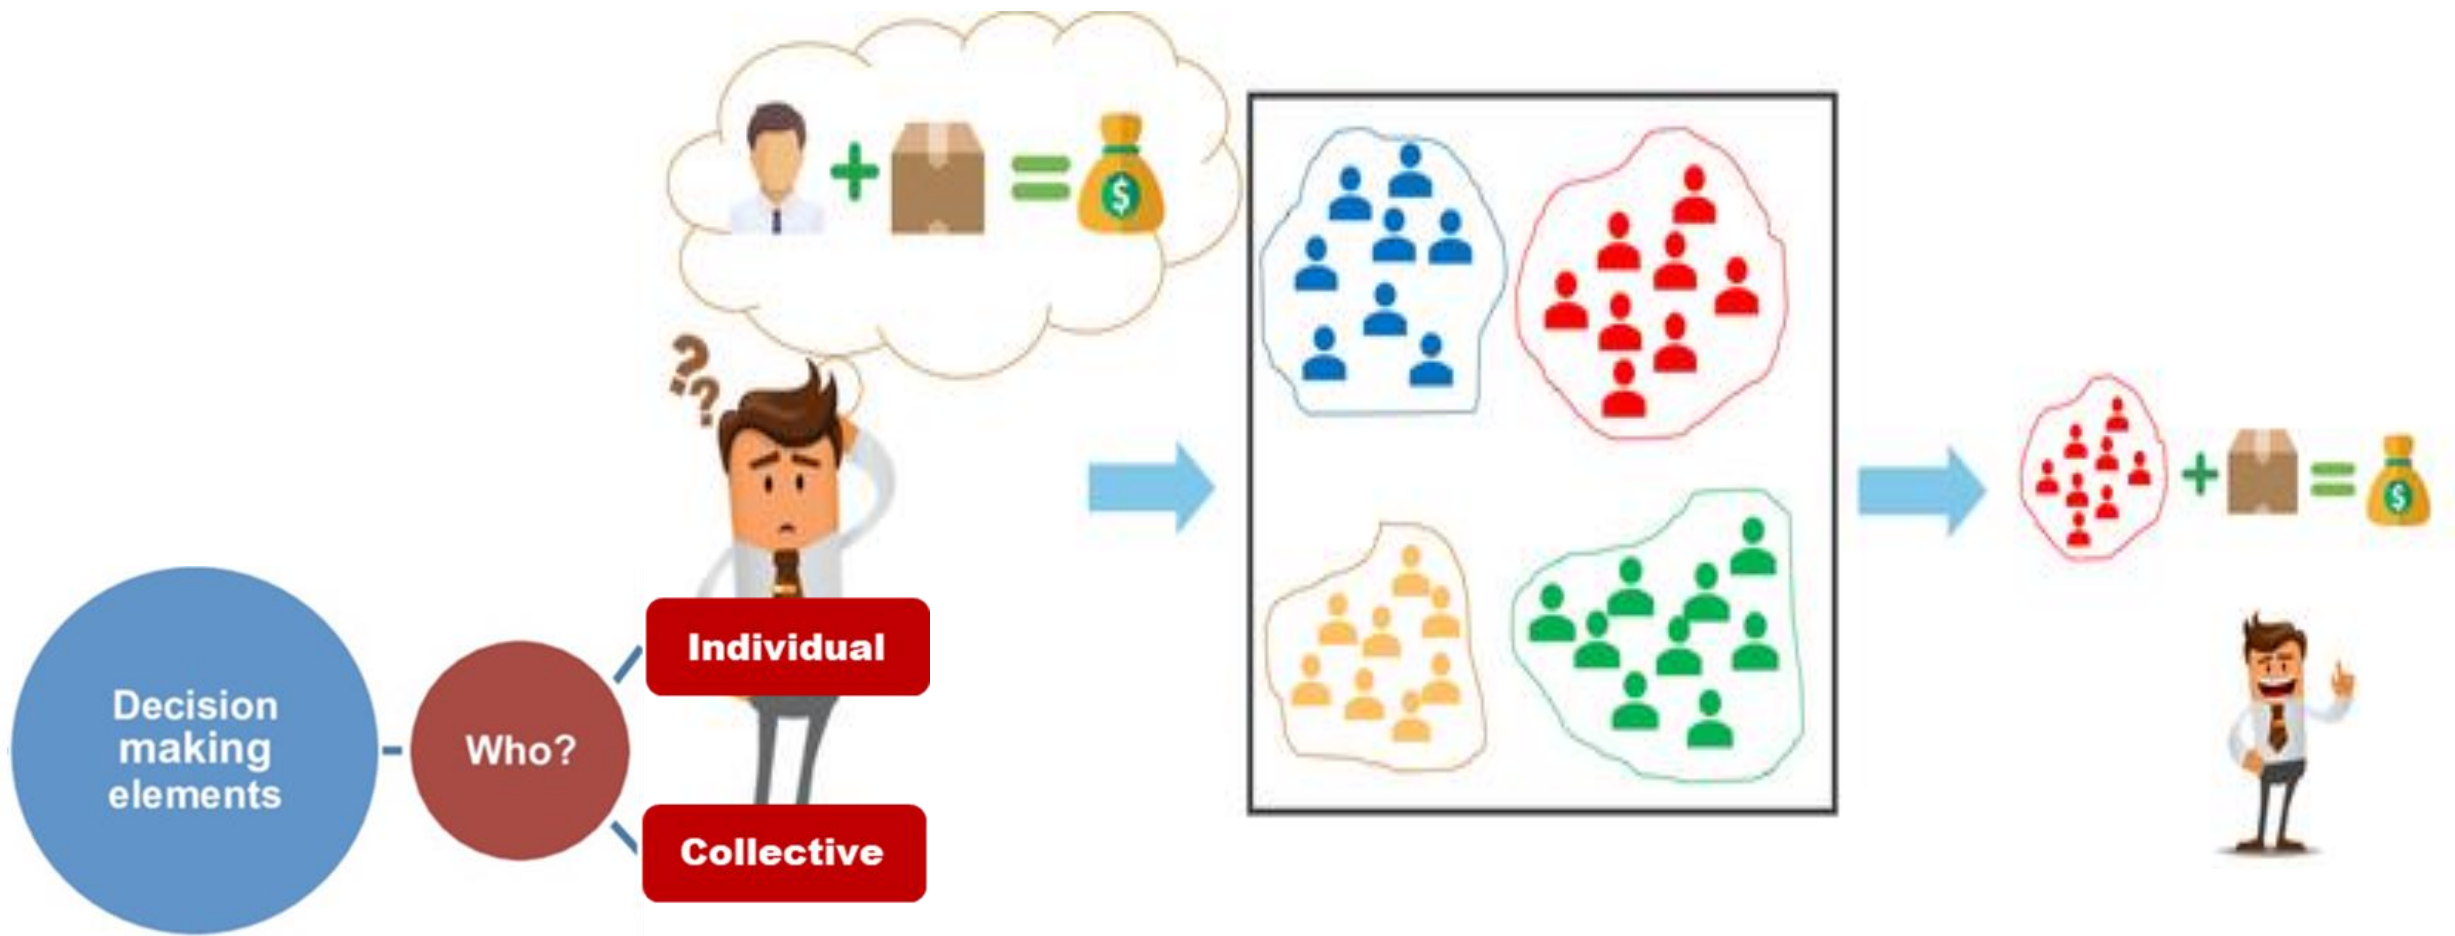 $
??
Individual
Decision
making
elements
Who?
Collective
$